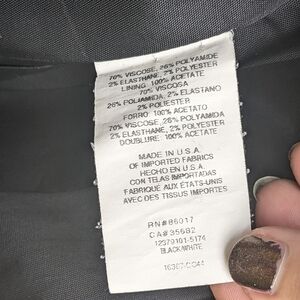 70% VISCOSE, 26% POLYAMIDE
2% ELASTHANE, 2% POLYESTER
LINING: 100% ACETATE
70% VISCOSA
26% POLIAMIDA, 2% ELASTANO
2% POLIESTER
FORRO: 100% ACETATO
70% VISCOSE, 26% POLYAMIDA
2% ELASTHANE, 2% POLYESTER
DOUBLURE: 100% ACETATE
MADE IN U.S.A.
OF IMPORTED FABRICS
HECHO EN U.S.A.
CON TELAS IMPORTADAS
FABRIQUE AUX ETATS-UNIS
AVEC DES TISSUS IMPORTES
RN#86017
CA#35682
12379101-5174
BLACK/WHITE